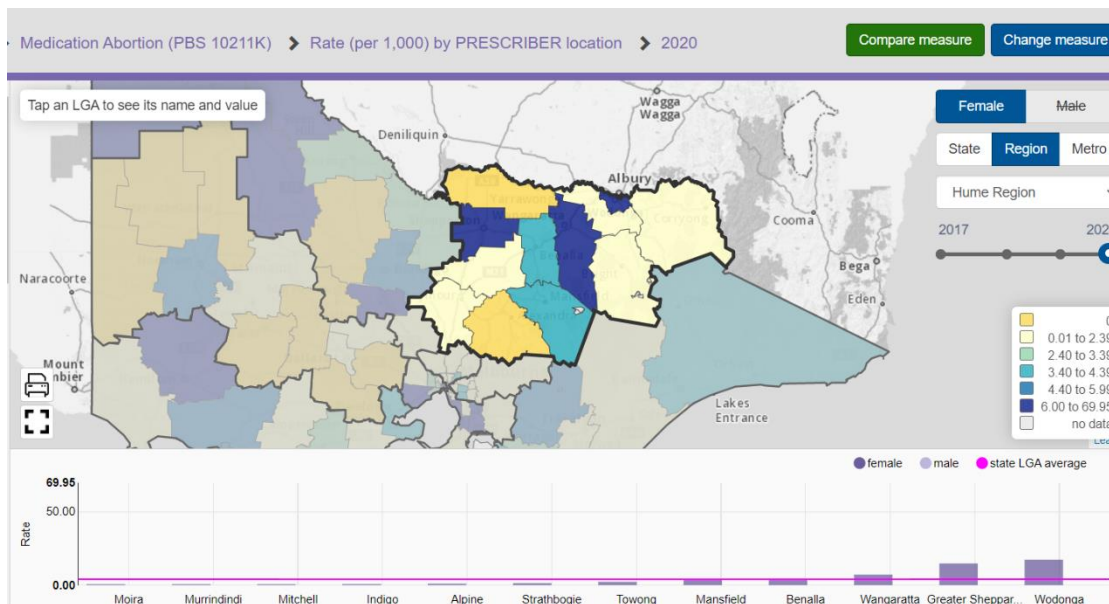 Medication Abortion (PBS 10211K) > Rate (per 1,000) by PRESCRIBER location > 2020
Compare measure
Change measure
Tap an LGA to see its name and value
Female
Male
State
Region
Metro
Hume Region
2017
202
Wagga
Wagga
Deniliquin
Albury
Corryong
Cooma
Bega
Eden
Naracoorte
Mount
mbier
Lakes
Entrance
0
0.01 to 2.39
2.40 to 3.39
3.40 to 4.39
4.40 to 5.99
6.00 to 69.95
no data
Lea
female
male
state LGA average
69.95
50.00
Rate
0.00
Moira
Murrindindi
Mitchell
Indigo
Alpine
Strathbogie
Towong
Mansfield
Benalla
Wangaratta
Greater Sheppar...
Wodonga